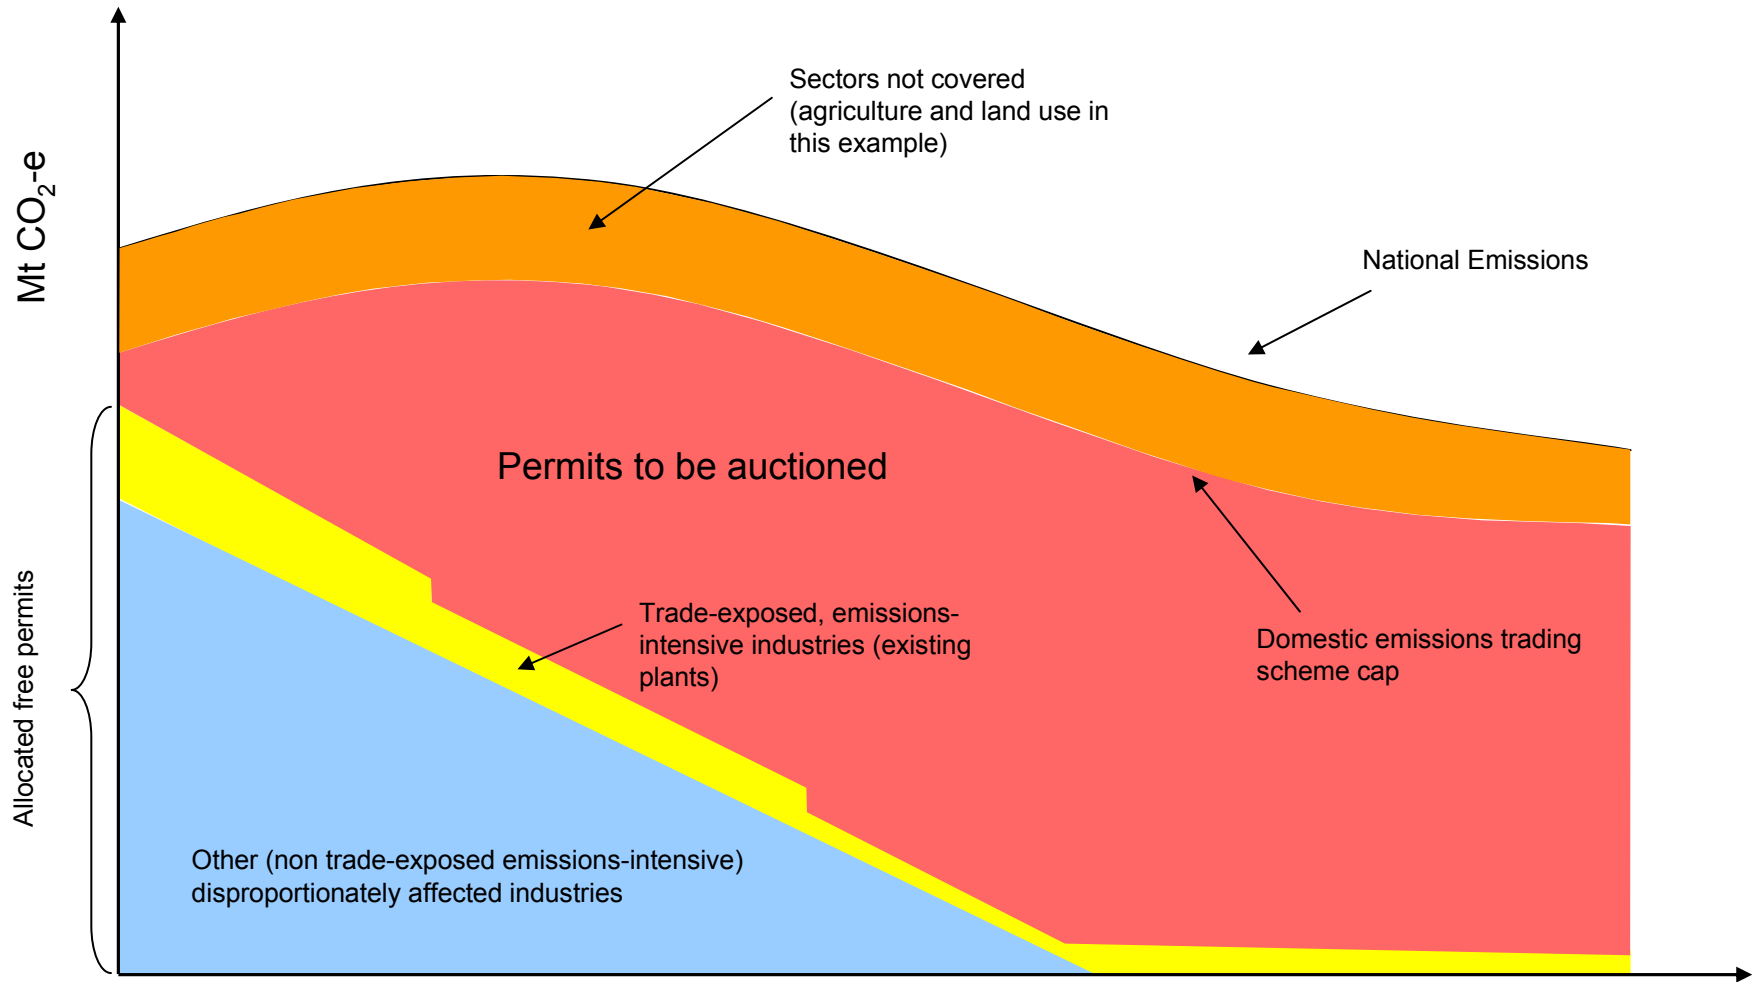 Sectors not covered
(agriculture and land use in
this example)
Mt CO₂-e
National Emissions
Permits to be auctioned
Trade-exposed, emissions-
intensive industries (existing
plants)
Domestic emissions trading
scheme cap
Allocated free permits
Other (non trade-exposed emissions-intensive)
disproportionately affected industries